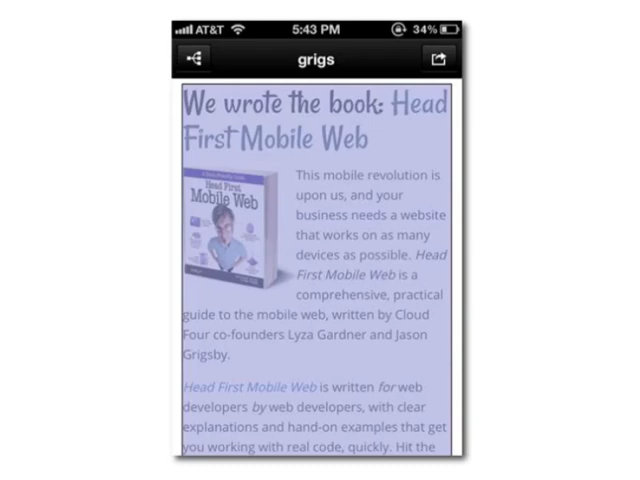 AT&T 5:43 PM 34%
grigs
We wrote the book: Head
First Mobile Web
Head First
Mobile Web
This mobile revolution is
upon us, and your
business needs a website
that works on as many
devices as possible. Head
First Mobile Web is a
comprehensive, practical
guide to the mobile web, written by Cloud
Four co-founders Lyza Gardner and Jason
Grigsby.
Head First Mobile Web is written for web
developers by web developers, with clear
explanations and hand-on examples that get
you working with real code, quickly. Hit the